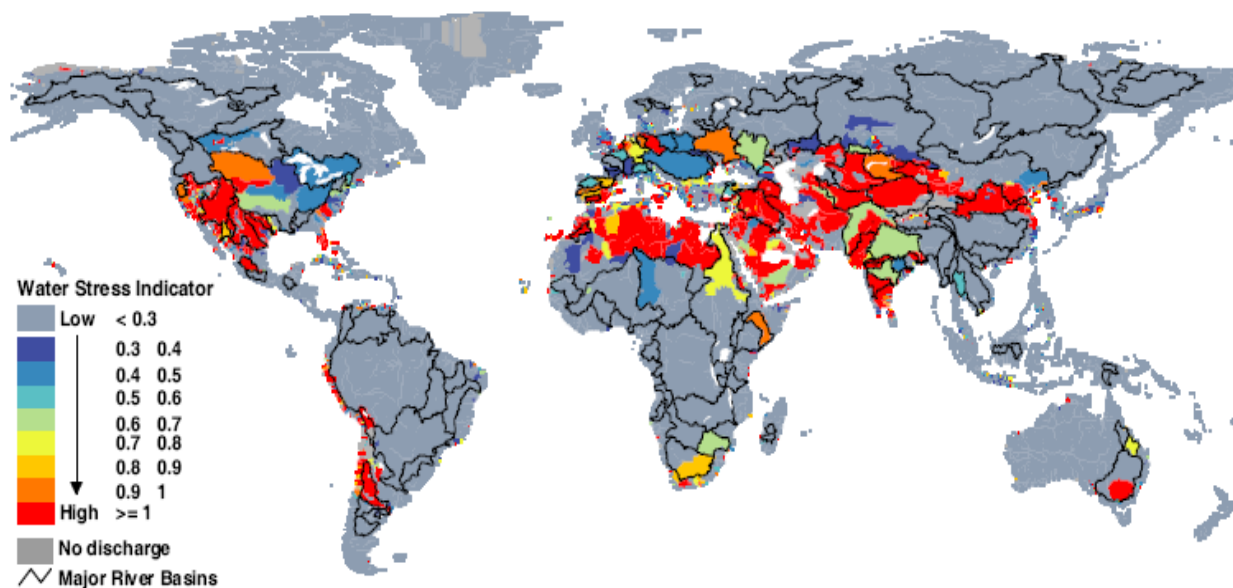 Water Stress Indicator
Low < 0.3
0.3 0.4
0.4 0.5
0.5 0.6
0.6 0.7
0.7 0.8
0.8 0.9
0.9 1
High >= 1
No discharge
Major River Basins